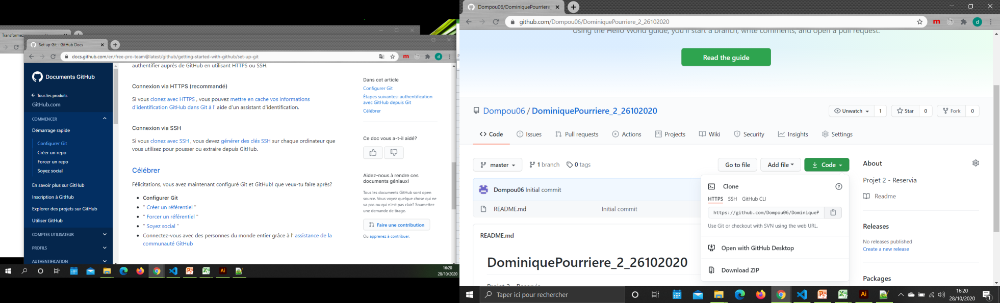 Transformez
Set up Git - GitHub Docs
docs.github.com/en/free-pro-team@latest/github/getting-started-with-github/set-up-git
Documents GitHub
Tous les produits
GitHub.com
COMMENCER
Démarrage rapide
Configurer Git
Créer un repo
Forcer un repo
Soyez social
En savoir plus sur GitHub
Inscription à GitHub
Explorer des projets sur GitHub
Utiliser GitHub
COMPTES UTILISATEUR
PROFILS
AUTHENTIFICATION
authentifier auprès de GitHub en utilisant HTTPS ou SSH.
Connexion via HTTPS (recommandé)
Si vous clonez avec HTTPS , vous pouvez mettre en cache vos informations
d'identification GitHub dans Git à l' aide d'un assistant d'identification.
Connexion via SSH
Si vous clonez avec SSH , vous devez générer des clés SSH sur chaque ordinateur que
vous utilisez pour pousser ou extraire depuis GitHub.
Célébrer
Félicitations, vous avez maintenant configuré Git et GitHub! que veux-tu faire après?
Configurer Git
" Créer un référentiel "
" Forcer un référentiel "
" Soyez social "
Connectez-vous avec des personnes du monde entier grâce à l' assistance de la
communauté GitHub
Dans cet article
Configurer Git
Étapes suivantes: authentification
avec GitHub depuis Git
Célébrer
Ce doc vous a-t-il aidé?
Aidez-nous à rendre ces
documents géniaux!
Tous les documents GitHub sont open
source. Vous voyez quelque chose qui ne
va pas ou qui n'est pas clair? Soumettez
une demande de tirage.
Faire une contribution
Ou apprenez à contribuer.
16:20
28/10/2020
Dompou06/DominiquePourriere_
github.com/Dompou06/DominiquePourriere_2_26102020
Using the Hello World guide, you'll start a branch, write comments, and open a pull request.
Read the guide
Dompou06 / DominiquePourriere_2_26102020
Unwatch 1
Star 0
Fork 0
Code Issues Pull requests Actions Projects Wiki Security Insights Settings
master 1 branch 0 tags
Go to file Add file Code
Dompou06 Initial commit
README.md Initial commit
README.md
DominiquePourriere_2_26102020
Projet 2 - Reservia
Clone
HTTPS SSH GitHub CLI
https://github.com/Dompou06/DominiqueP
Use Git or checkout with SVN using the web URL.
Open with GitHub Desktop
Download ZIP
About
Projet 2 - Reservia
Readme
Releases
No releases published
Create a new release
Packages
Taper ici pour rechercher
16:20
28/10/2020